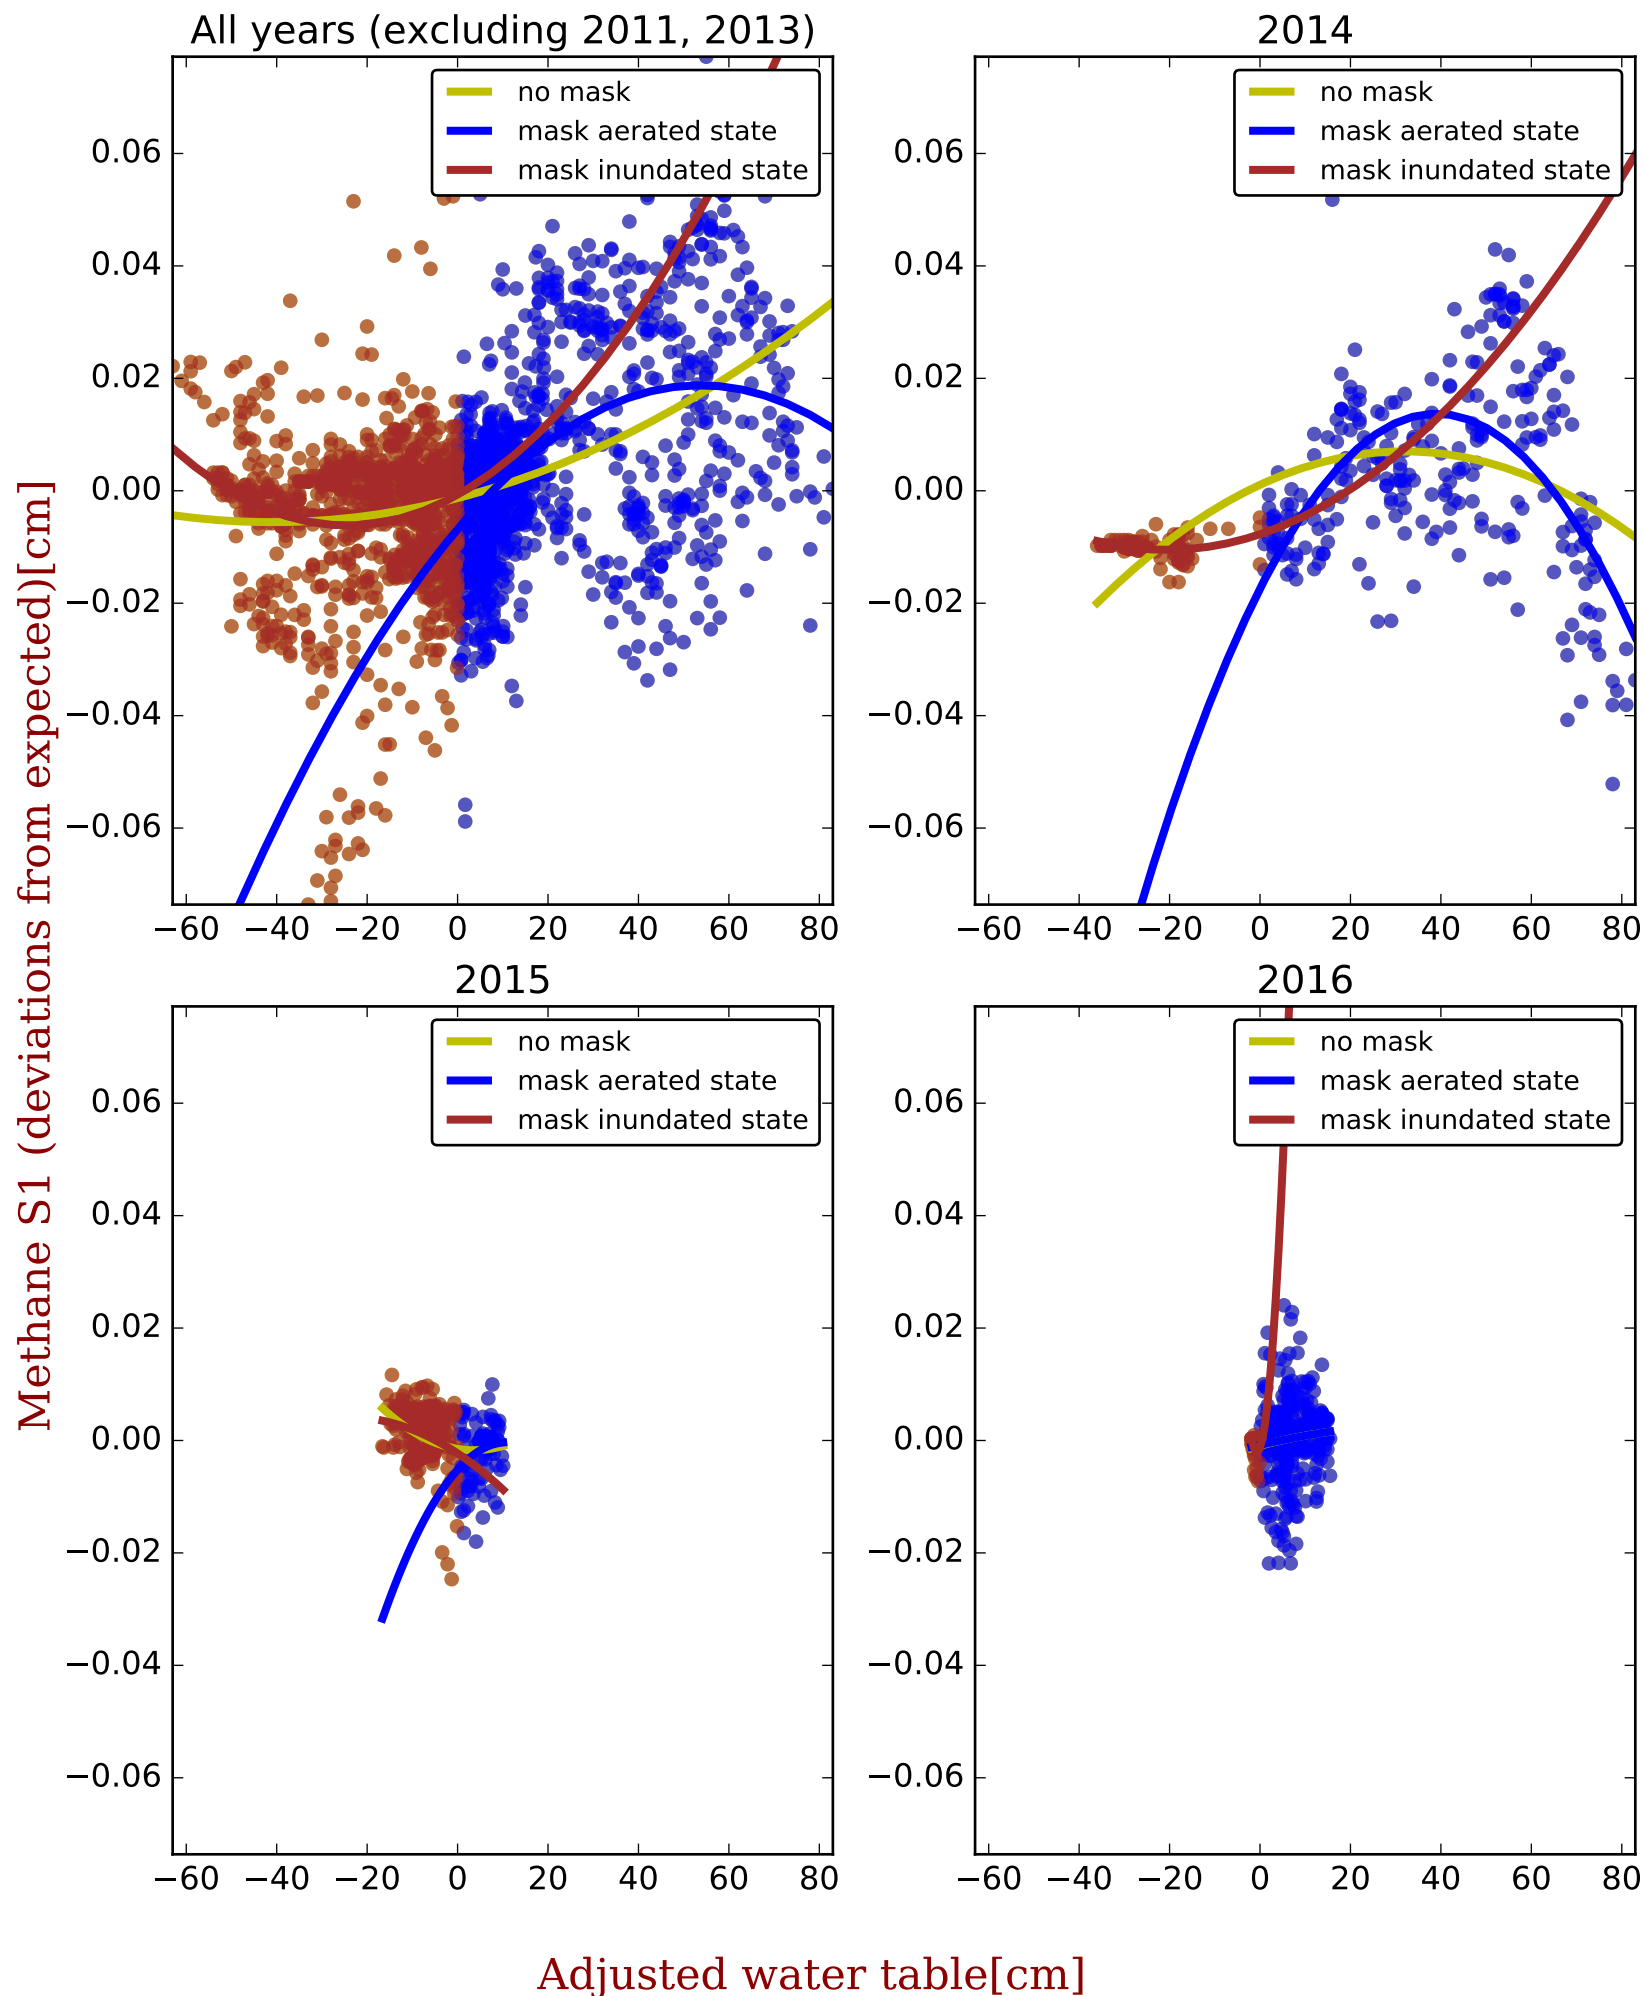 All years (excluding 2011, 2013)
no mask
mask aerated state
mask inundated state
0.06
0.04
0.02
0.00
−0.02
−0.04
−0.06
−60 −40 −20 0 20 40 60 80
2014
no mask
mask aerated state
mask inundated state
0.06
0.04
0.02
0.00
−0.02
−0.04
−0.06
−60 −40 −20 0 20 40 60 80
2015
no mask
mask aerated state
mask inundated state
0.06
0.04
0.02
0.00
−0.02
−0.04
−0.06
−60 −40 −20 0 20 40 60 80
2016
no mask
mask aerated state
mask inundated state
0.06
0.04
0.02
0.00
−0.02
−0.04
−0.06
−60 −40 −20 0 20 40 60 80
Methane S1 (deviations from expected)[cm]
Adjusted water table[cm]